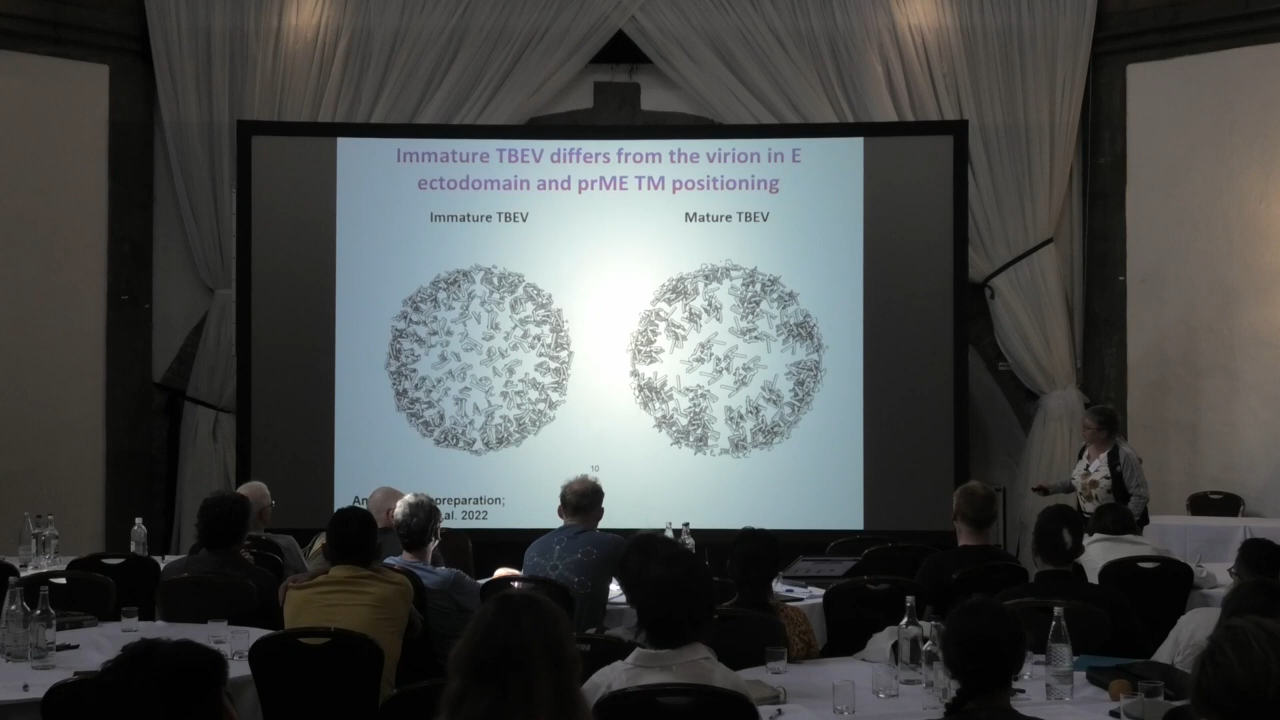 Immature TBEV differs from the virion in E
ectodomain and prME TM positioning
Immature TBEV
Mature TBEV
10
preparation;
al. 2022